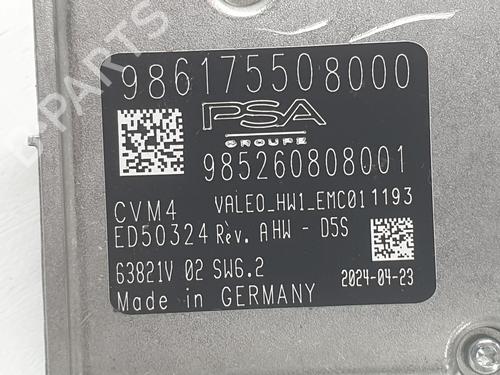 986175508000
PSA
GROUPE
985260808001
CVM4 VALEO_HW1_EMC011193
ED50324 Rèv. AHW - D5S
63821V 02 SW6.2
2024-04-23
Made in GERMANY